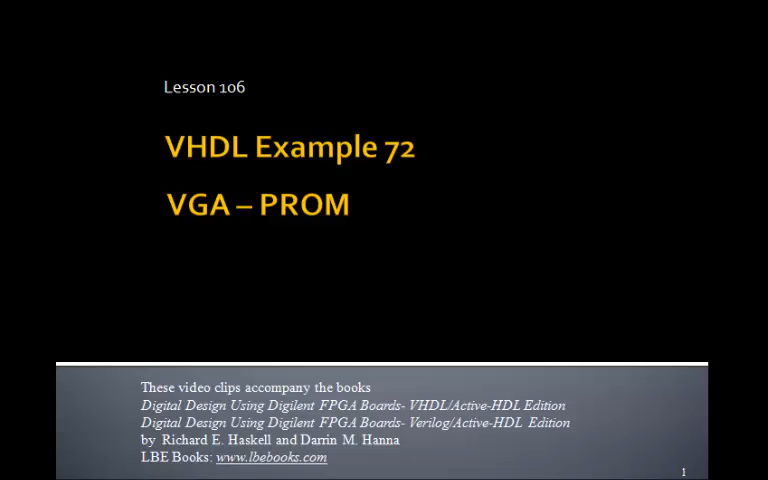 Lesson 106
VHDL Example 72
VGA – PROM
These video clips accompany the books
Digital Design Using Digilent FPGA Boards- VHDL/Active-HDL Edition
Digital Design Using Digilent FPGA Boards- Verilog/Active-HDL Edition
by Richard E. Haskell and Darrin M. Hanna
LBE Books: www.lbebooks.com
1